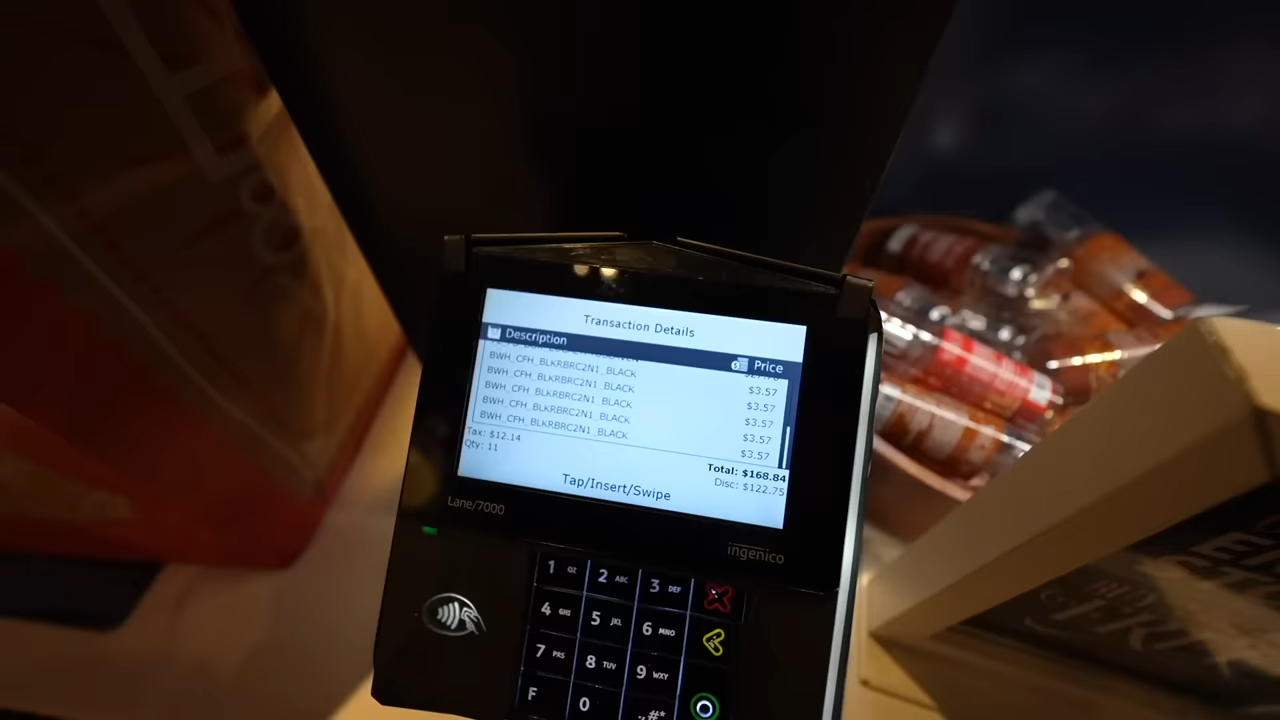 Transaction Details
Description Price
BWH_CFH_BLKRBRC2N1_BLACK $3.57
BWH_CFH_BLKRBRC2N1_BLACK $3.57
BWH_CFH_BLKRBRC2N1_BLACK $3.57
BWH_CFH_BLKRBRC2N1_BLACK $3.57
BWH_CFH_BLKRBRC2N1_BLACK $3.57
Tax: $12.14
Qty: 11
Total: $168.84
Disc: $122.75
Tap/Insert/Swipe
Lane/7000
ingenico
1 QZ 2 ABC 3 DEF
4 GHI 5 JKL 6 MNO
7 PRS 8 TUV 9 WXY
F 0 .,#*